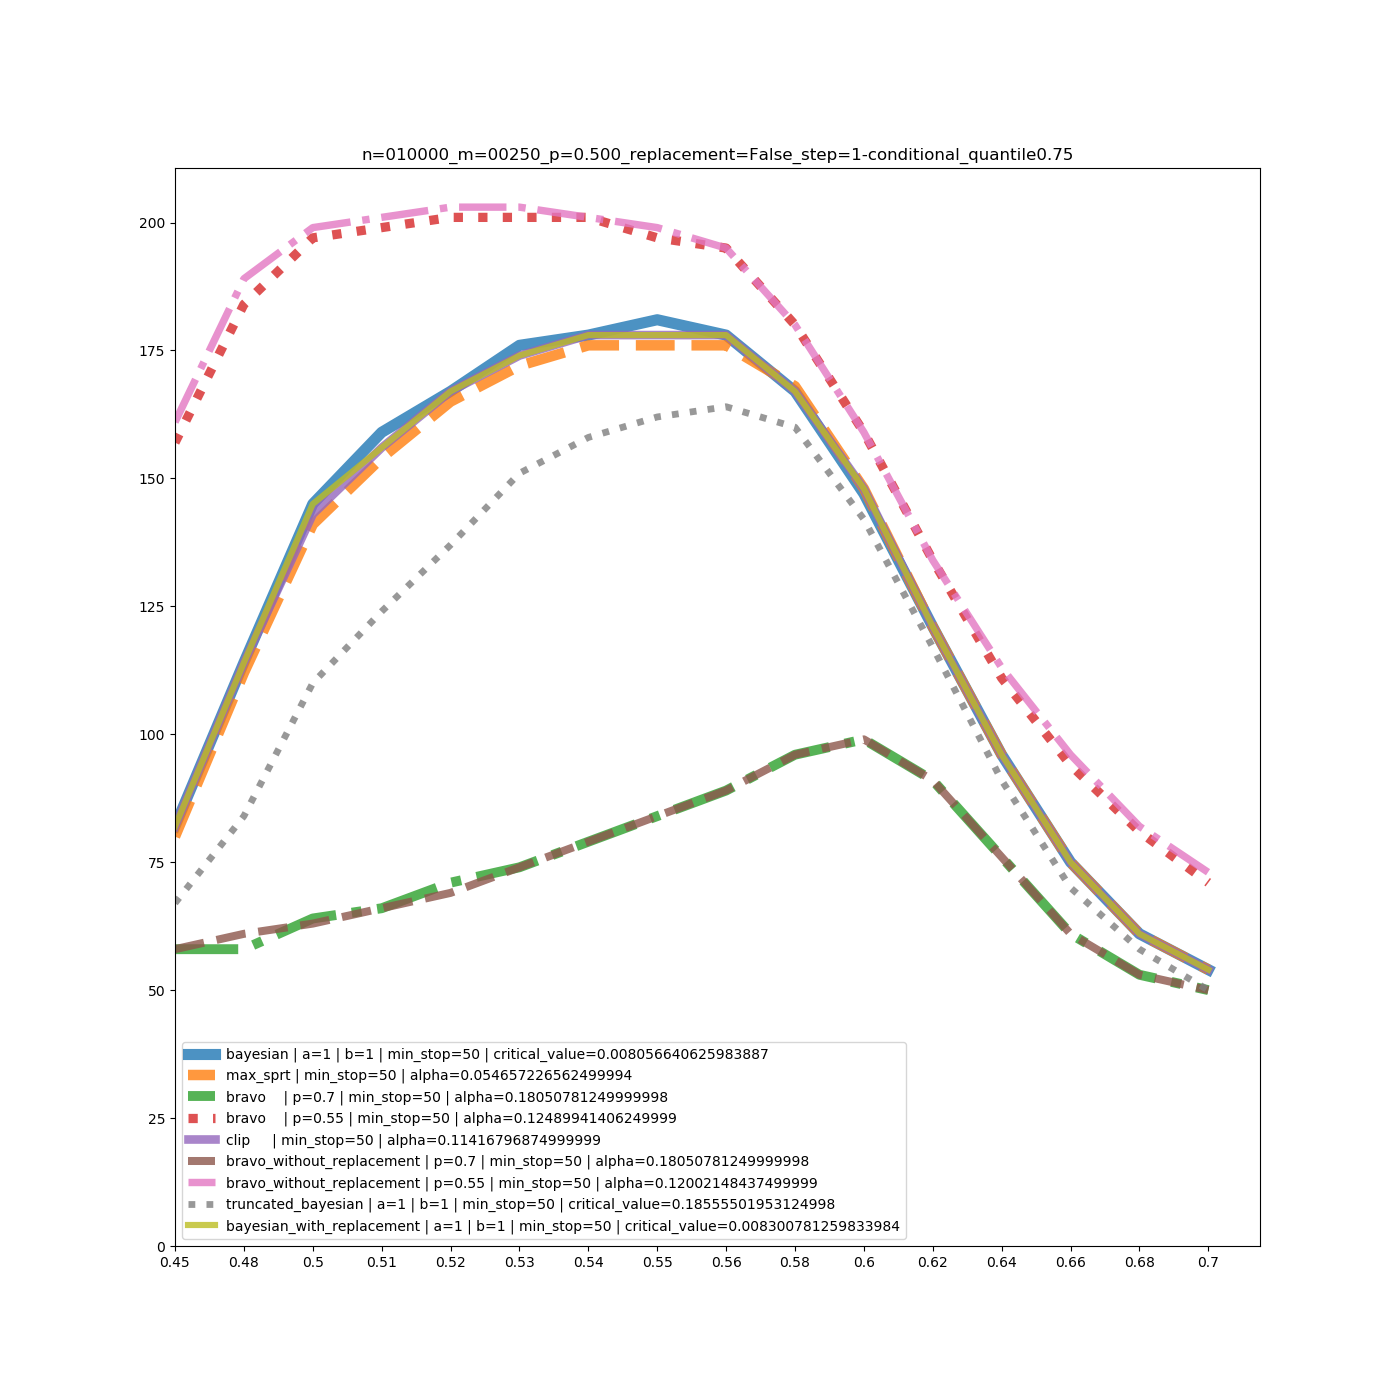 n=010000_m=00250_p=0.500_replacement=False_step=1-conditional_quantile0.75
200
175
150
125
100
75
50
25
0
bayesian | a=1 | b=1 | min_stop=50 | critical_value=0.008056640625983887
max_sprt | min_stop=50 | alpha=0.054657226562499994
bravo | p=0.7 | min_stop=50 | alpha=0.18050781249999998
bravo | p=0.55 | min_stop=50 | alpha=0.12489941406249999
clip | min_stop=50 | alpha=0.11416796874999999
bravo_without_replacement | p=0.7 | min_stop=50 | alpha=0.18050781249999998
bravo_without_replacement | p=0.55 | min_stop=50 | alpha=0.12002148437499999
truncated_bayesian | a=1 | b=1 | min_stop=50 | critical_value=0.18555501953124998
bayesian_with_replacement | a=1 | b=1 | min_stop=50 | critical_value=0.008300781259833984
0.45 0.48 0.5 0.51 0.52 0.53 0.54 0.55 0.56 0.58 0.6 0.62 0.64 0.66 0.68 0.7